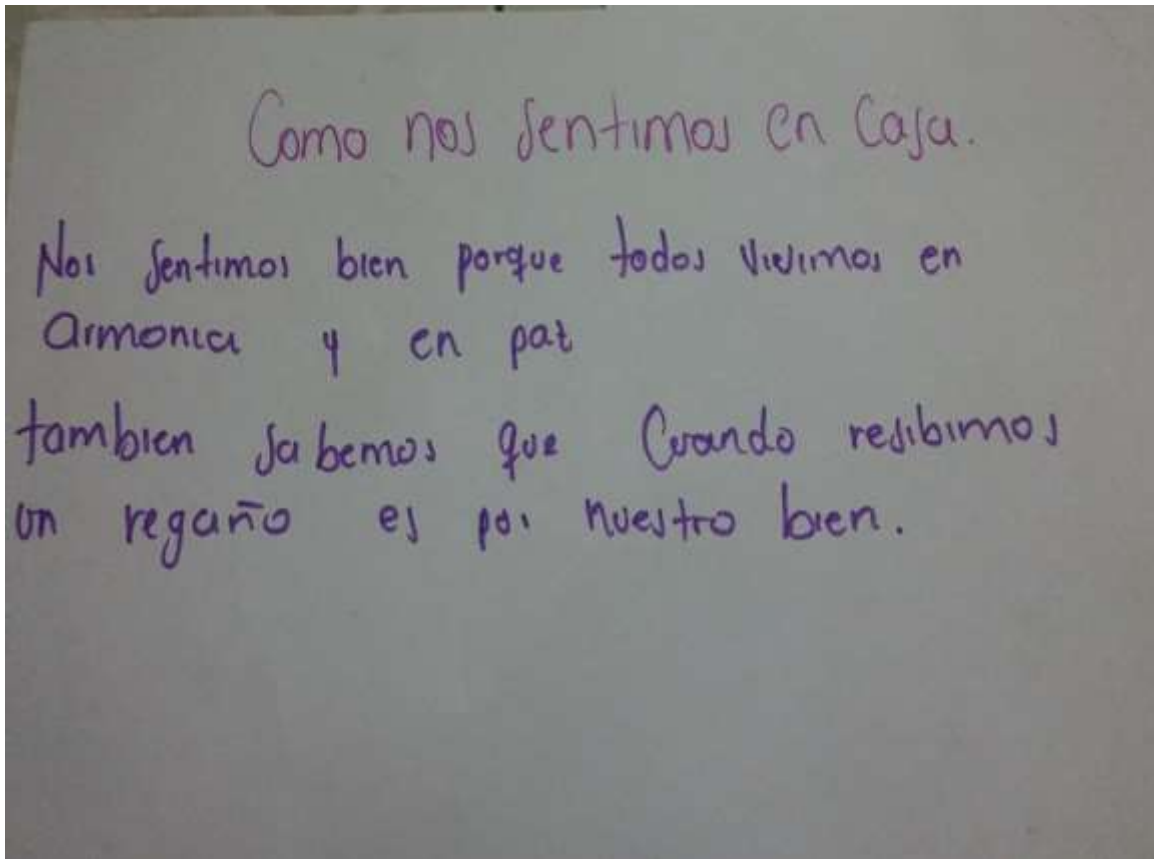 Como nos sentimos en Casa.
Nos sentimos bien porque todos vivimos en
armonia y en paz
tambien sabemos que Cuando resibimos
un regaño es por nuestro bien.